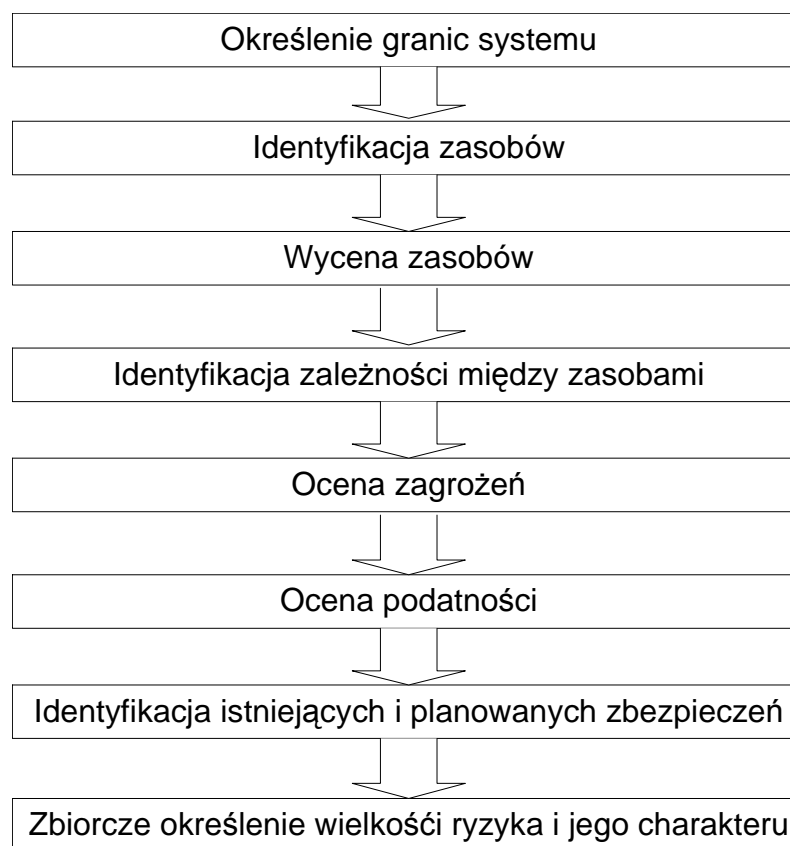 Określenie granic systemu
Identyfikacja zasobów
Wycena zasobów
Identyfikacja zależności między zasobami
Ocena zagrożeń
Ocena podatności
Identyfikacja istniejących i planowanych zbezpieczeń
Zbiorcze określenie wielkośći ryzyka i jego charakteru